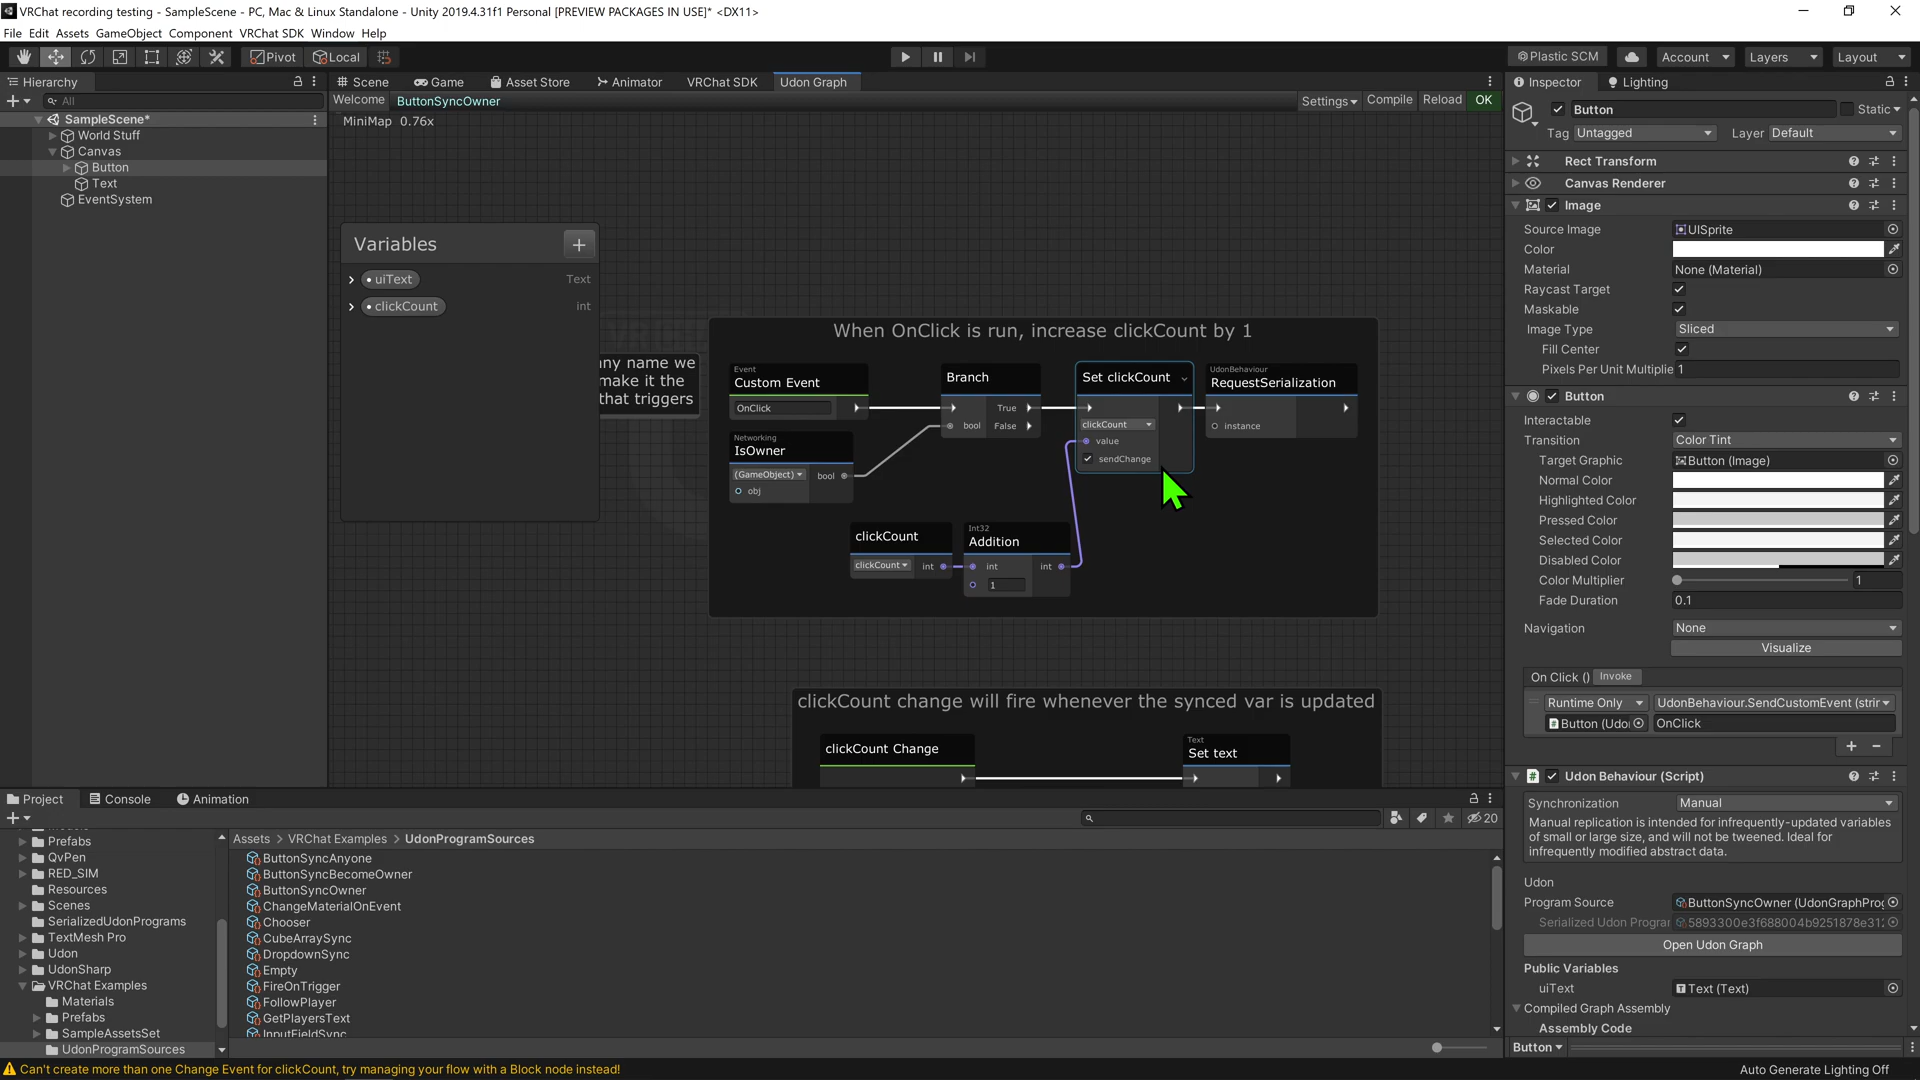 VRChat recording testing - SampleScene - PC, Mac & Linux Standalone - Unity 2019.4.31f1 Personal [PREVIEW PACKAGES IN USE]* <DX11>
File Edit Assets GameObject Component VRChat SDK Window Help
Pivot Local Plastic SCM Account Layers Layout
Hierarchy Scene Game Asset Store Animator VRChat SDK Udon Graph Inspector Lighting
All
Welcome ButtonSyncOwner Settings Compile Reload OK
MiniMap 0.76x
SampleScene*
World Stuff
Canvas
Button
Text
EventSystem
Variables +
uiText Text
clickCount int
any name we
make it the
that triggers
When OnClick is run, increase clickCount by 1
Event
Custom Event
OnClick
Networking
IsOwner
(GameObject) bool
obj
Branch
True
bool False
Set clickCount
clickCount
value
sendChange
UdonBehaviour
RequestSerialization
instance
clickCount
clickCount int
Int32
Addition
int int
1
clickCount change will fire whenever the synced var is updated
clickCount Change
Text
Set text
Button Static
Tag Untagged Layer Default
Rect Transform
Canvas Renderer
Image
Source Image UISprite
Color
Material None (Material)
Raycast Target
Maskable
Image Type Sliced
Fill Center
Pixels Per Unit Multiplie 1
Button
Interactable
Transition Color Tint
Target Graphic Button (Image)
Normal Color
Highlighted Color
Pressed Color
Selected Color
Disabled Color
Color Multiplier 1
Fade Duration 0.1
Navigation None
Visualize
On Click () Invoke
Runtime Only UdonBehaviour.SendCustomEvent (strin
Button (Udo OnClick
Udon Behaviour (Script)
Synchronization Manual
Manual replication is intended for infrequently-updated variables
of small or large size, and will not be tweened. Ideal for
infrequently modified abstract data.
Udon
Program Source ButtonSyncOwner (UdonGraphProg
Serialized Udon Program 5893300e3f688004b9251878e312
Open Udon Graph
Public Variables
uiText Text (Text)
Compiled Graph Assembly
Assembly Code
Button
Project Console Animation
20
Prefabs
QvPen
RED_SIM
Resources
Scenes
SerializedUdonPrograms
TextMesh Pro
Udon
UdonSharp
VRChat Examples
Materials
Prefabs
SampleAssetsSet
UdonProgramSources
Assets > VRChat Examples > UdonProgramSources
ButtonSyncAnyone
ButtonSyncBecomeOwner
ButtonSyncOwner
ChangeMaterialOnEvent
Chooser
CubeArraySync
DropdownSync
Empty
FireOnTrigger
FollowPlayer
GetPlayersText
InputFieldSync
Can't create more than one Change Event for clickCount, try managing your flow with a Block node instead!
Auto Generate Lighting Off